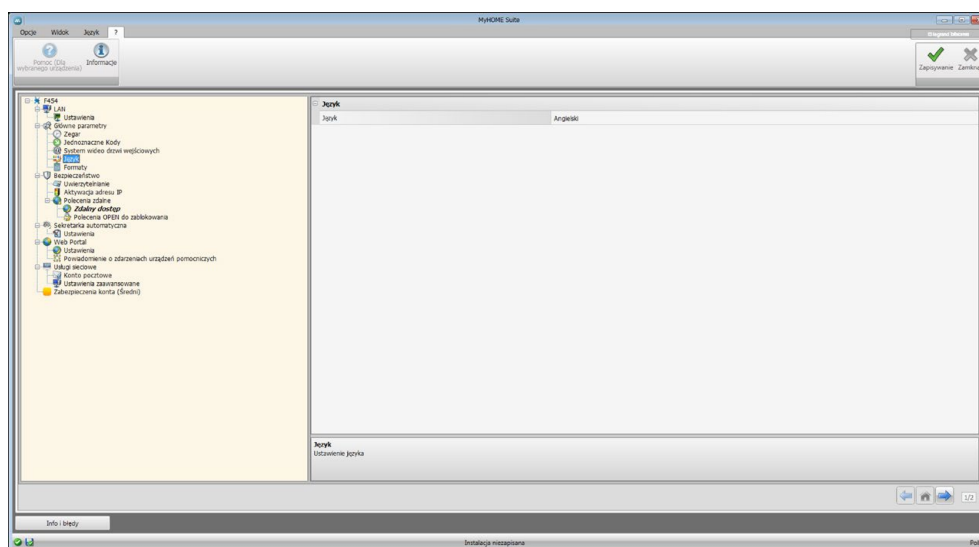 MyHOME Suite
Opcje Widok Język ?
Pomoc (Dla wybranego urządzenia)
Informacje
Zapisywanie
F454
LAN
Ustawienia
Główne parametry
Zegar
Jednoznaczne Kody
System wideo drzwi wejściowych
Język
Formaty
Bezpieczeństwo
Uwierzytelnianie
Aktywacja adresu IP
Polecenia zdalne
Zdalny dostęp
Polecenia OPEN do zablokowania
Sekretarka automatyczna
Ustawienia
Web Portal
Ustawienia
Powiadomienie o zdarzeniach urządzeń pomocniczych
Usługi sieciowe
Konto pocztowe
Ustawienia zaawansowane
Zabezpieczenia konta (Średni)
Język
Język Angielski
Język
Ustawienie języka
1/2
Info i błędy
Instalacja niezapisana